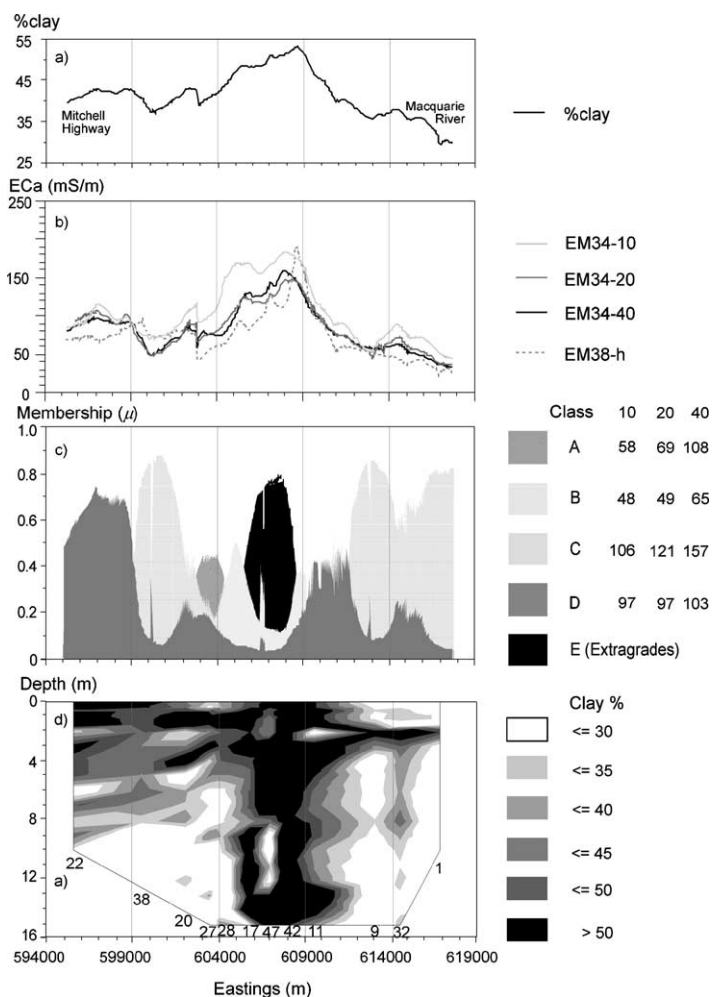 %clay
55
a)
45
35
25
Mitchell
Highway
Macquarie
River
%clay
ECa (mS/m)
250
b)
150
50
0
EM34-10
EM34-20
EM34-40
EM38-h
Membership (μ)
1.0
c)
0.8
0.6
0.4
0.2
0
Class 10 20 40
A 58 69 108
B 48 49 65
C 106 121 157
D 97 97 103
E (Extragrades)
Depth (m)
0
d)
4
8
12
16
22
38
a)
20
27
28
17
47
42
11
9
32
1
Clay %
<= 30
<= 35
<= 40
<= 45
<= 50
> 50
594000 599000 604000 609000 614000 619000
Eastings (m)